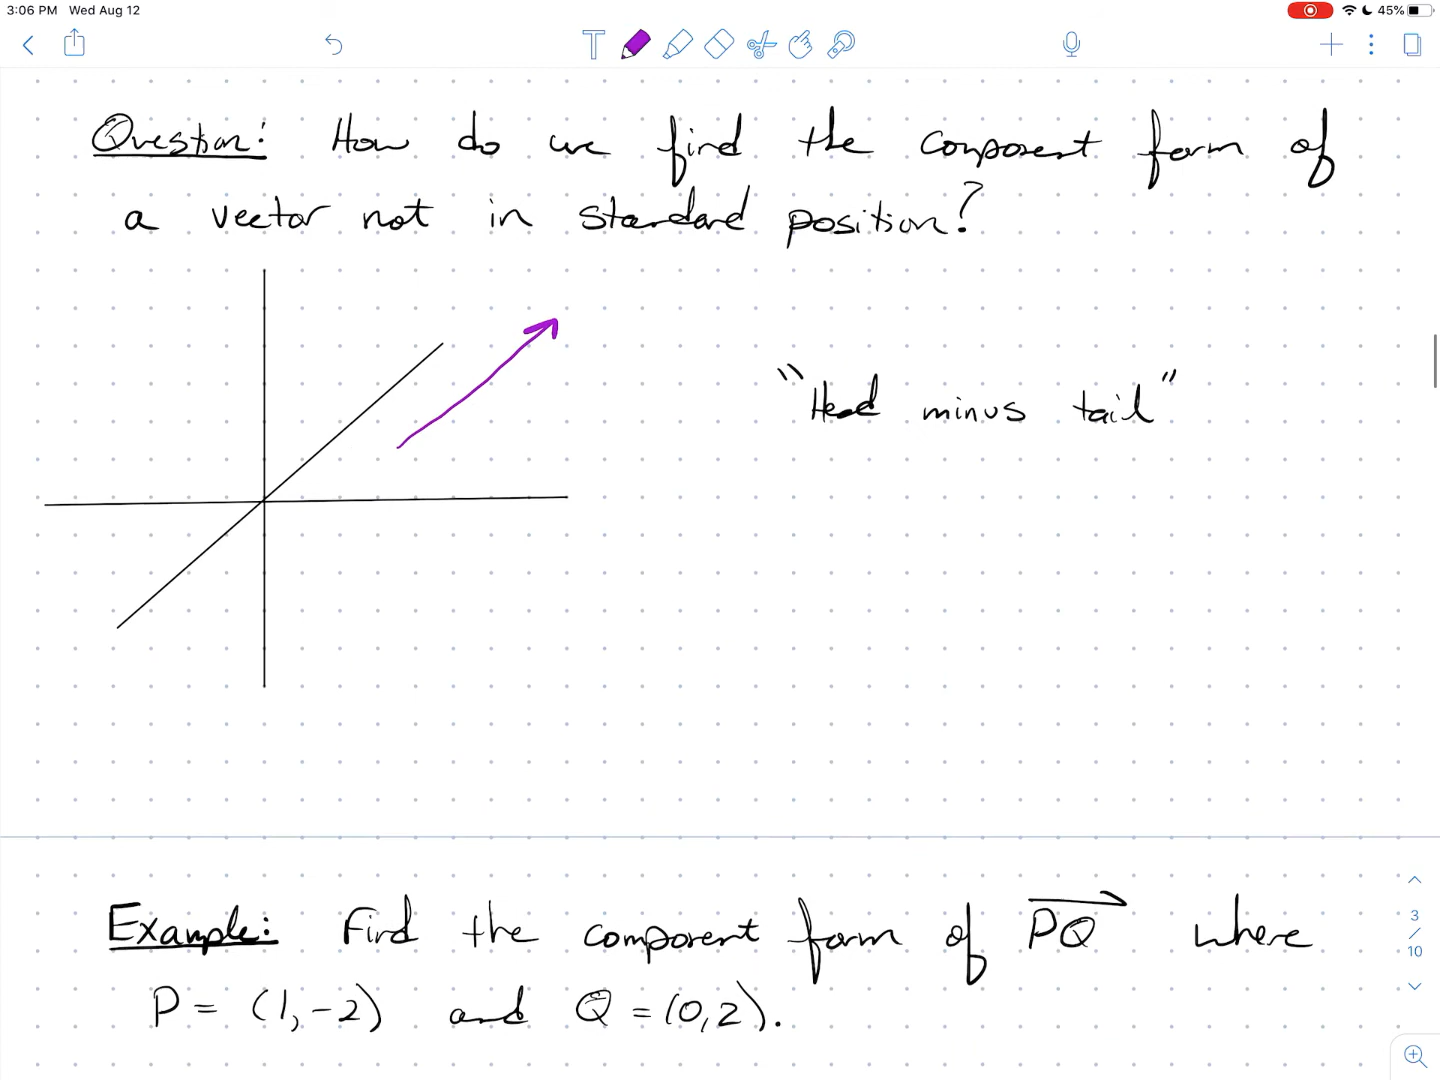 3:06 PM Wed Aug 12
45%
T
Question: How do we find the component form of
a vector not in standard position?
"Head minus tail"
Example: Find the component form of \overrightarrow{PQ} where
P = (1,-2) and Q = (0,2).
3
/
10